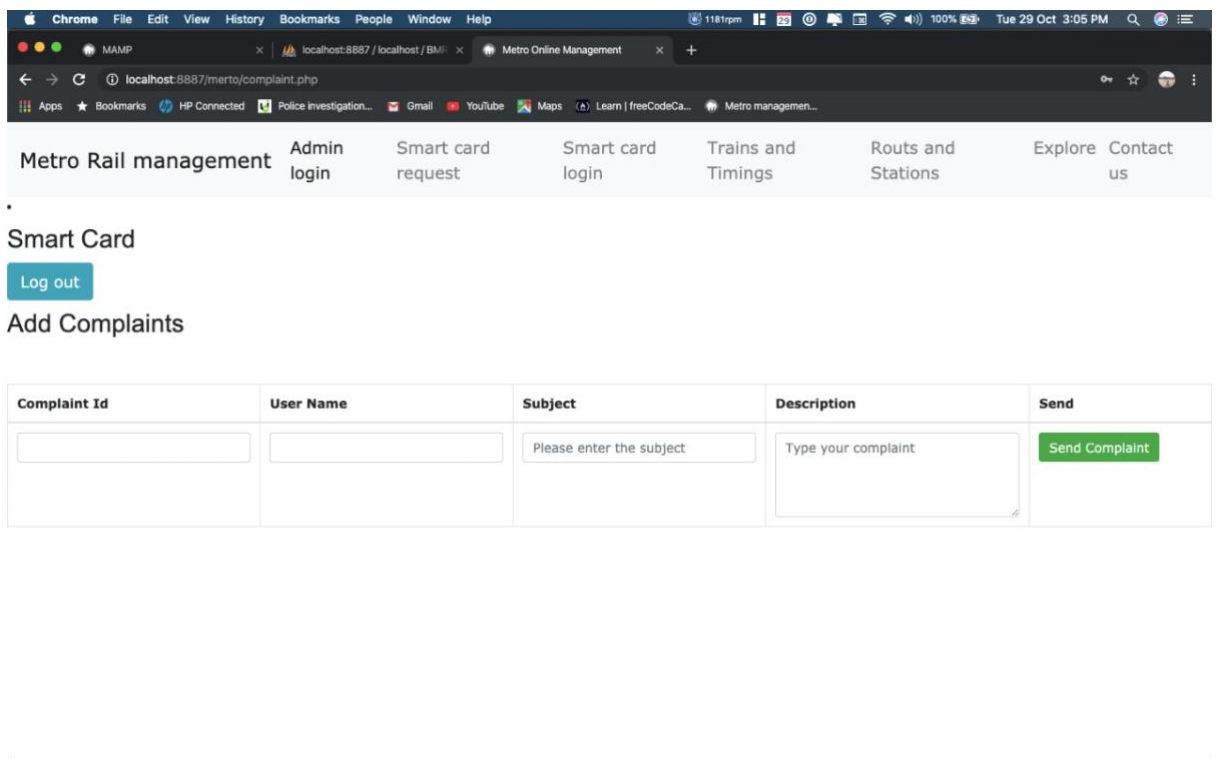 Chrome File Edit View History Bookmarks People Window Help 1181rpm 29 100% Tue 29 Oct 3:05 PM
MAMP localhost:8887 / localhost / BMR Metro Online Management
localhost:8887/merto/complaint.php
Apps Bookmarks HP Connected Police investigation... Gmail YouTube Maps Learn | freeCodeCa... Metro managemen...
Metro Rail management Admin login Smart card request Smart card login Trains and Timings Routs and Stations Explore Contact us
Smart Card
Log out
Add Complaints
Complaint Id User Name Subject Description Send
Please enter the subject Type your complaint Send Complaint